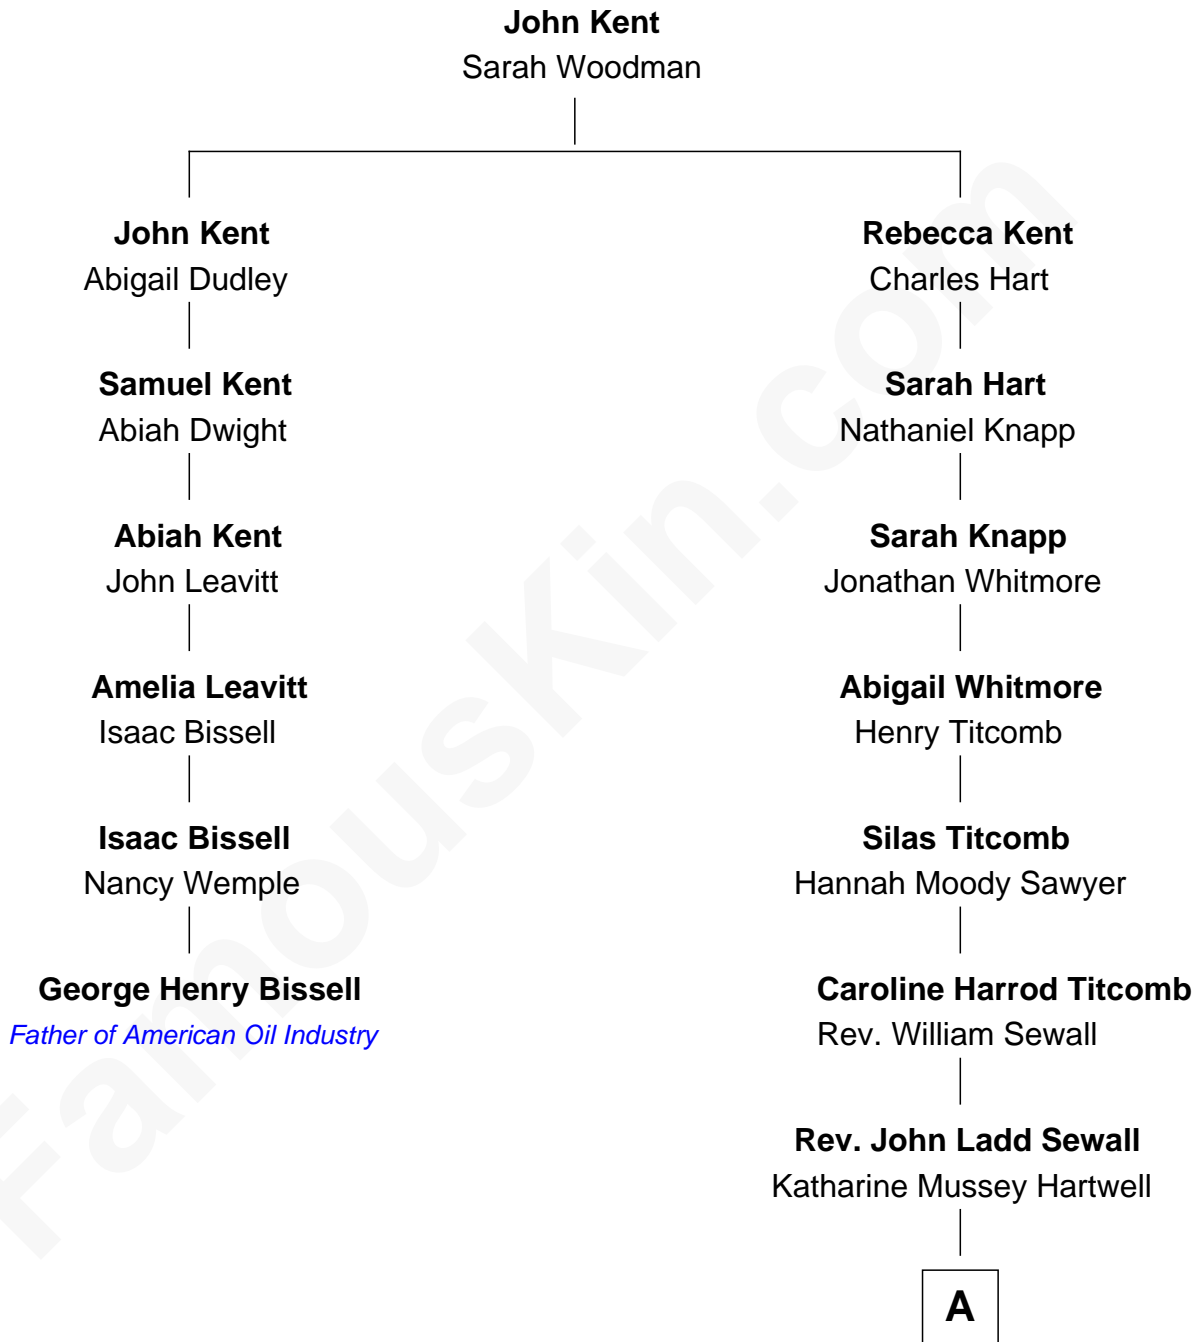 John Kent
Sarah Woodman
John Kent
Abigail Dudley
Samuel Kent
Abiah Dwight
Abiah Kent
John Leavitt
Amelia Leavitt
Isaac Bissell
Isaac Bissell
Nancy Wemple
George Henry Bissell
Father of American Oil Industry
Rebecca Kent
Charles Hart
Sarah Hart
Nathaniel Knapp
Sarah Knapp
Jonathan Whitmore
Abigail Whitmore
Henry Titcomb
Silas Titcomb
Hannah Moody Sawyer
Caroline Harrod Titcomb
Rev. William Sewall
Rev. John Ladd Sewall
Katharine Mussey Hartwell
A
FamousKin.com